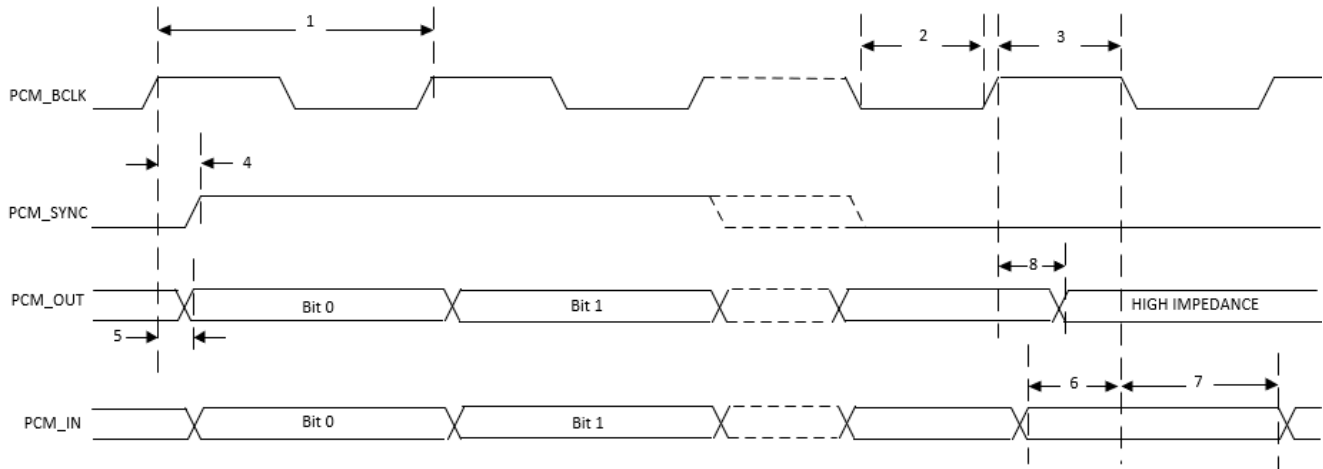 1
2
3
PCM_BCLK
4
PCM_SYNC
8
PCM_OUT
Bit 0
Bit 1
HIGH IMPEDANCE
5
6
7
PCM_IN
Bit 0
Bit 1